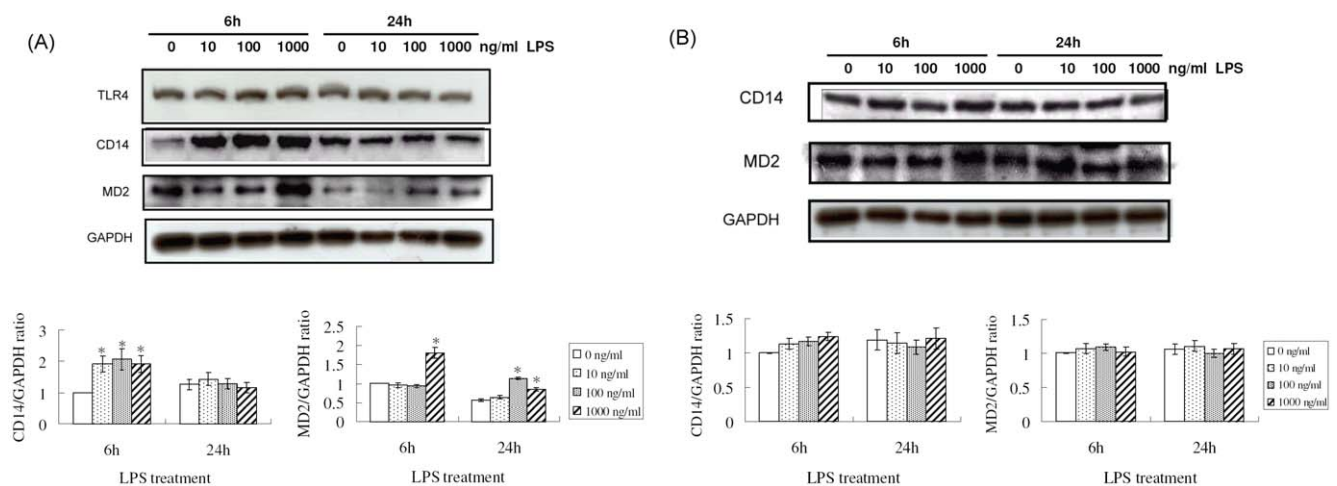 (A)
6h 24h
0 10 100 1000 0 10 100 1000 ng/ml LPS
TLR4
CD14
MD2
GAPDH
CD14/GAPDH ratio
3
2
1
0
* * *
6h 24h
LPS treatment
MD2/GAPDH ratio
2.5
2
1.5
1
0.5
0
*
* *
6h 24h
LPS treatment
0 ng/ml
10 ng/ml
100 ng/ml
1000 ng/ml
(B)
6h 24h
0 10 100 1000 0 10 100 1000 ng/ml LPS
CD14
MD2
GAPDH
CD14/GAPDH ratio
1.5
1
0.5
0
6h 24h
LPS treatment
MD2/GAPDH ratio
1.5
1
0.5
0
6h 24h
LPS treatment
0 ng/ml
10 ng/ml
100 ng/ml
1000 ng/ml